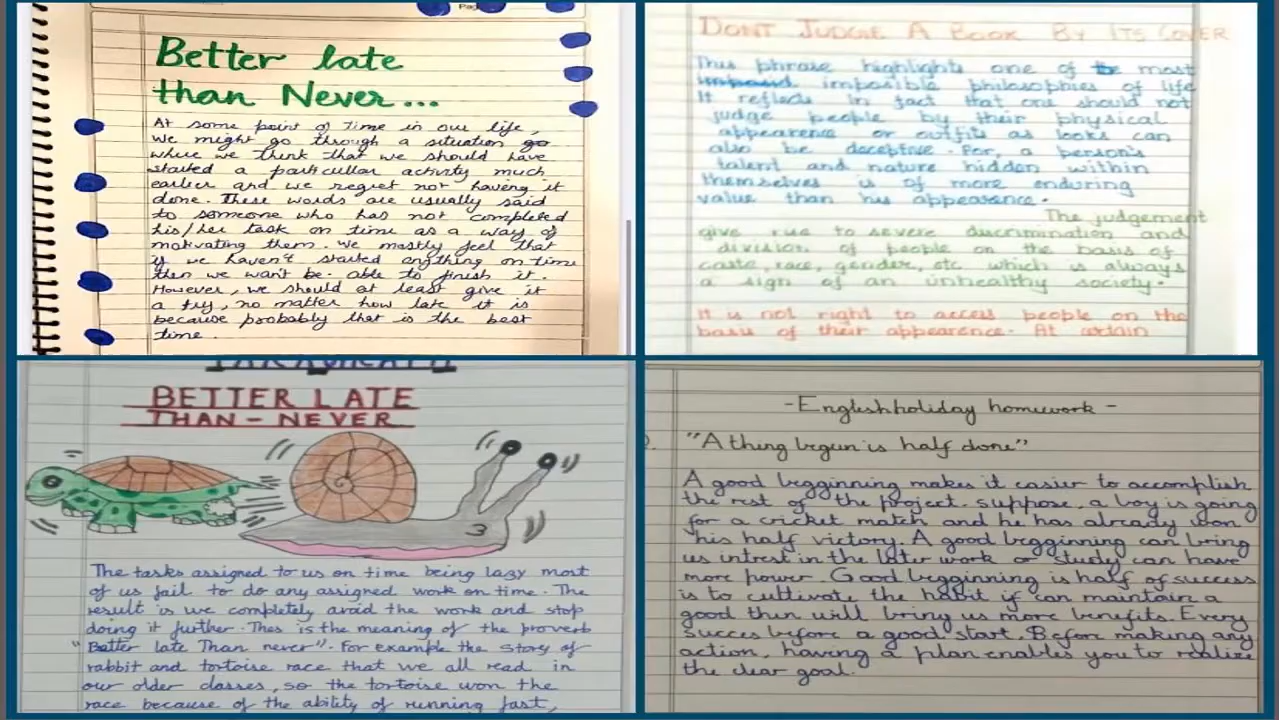 Better late
than Never...
At some point of time in our life,
we might go through a situation go
where we think that we should have
started a particular activity much
earlier and we regret not having it
done. These words are usually said
to someone who has not completed
his/her task on time as a way of
motivating them. We mostly feel that
if we haven't started anything on time
then we want be able to finish it.
However, we should at least give it
a try, no matter how late it is
because probably that is the best
time.
DONT JUDGE A BOOK BY ITS COVER
This phrase highlights one of the most
impossible philosophies of life
It reflects in fact that one should not
judge people by their physical
appearence or outfits as looks can
also be deceptive. For, a person's
talent and nature hidden within
themselves is of more enduring
value than his appearance.
The judgement
give rise to severe discrimination and
division of people on the basis of
caste, race, gender, etc which is always
a sign of an unhealthy society.
It is not right to access people on the
basis of their appearence. At certain
PARAGRAPH
BETTER LATE
THAN - NEVER
The tasks assigned to us on time being lazy most
of us fail to do any assigned work on time. The
result is we completely avoid the work and stop
doing it further. Thes is the meaning of the proverb
"Better late Than never". For example the story of
rabbit and tortoise race that we all read in
our older classes, so the tortoise won the
race because of the ability of running fast,
-English holiday homework-
"A thing begun is half done"
A good begginning makes it easier to accomplish
the rest of the project. suppose, a boy is going
for a cricket match and he has already won
his half victory. A good begginning can bring
us intrest in the later work or study can have
more power. Good begginning is half of success
is to cultivate the habit if can maintain a
good then will bring us more benefits. Every
succes before a good start. Before making any
action, having a plan enables you to realize
the clear goal.